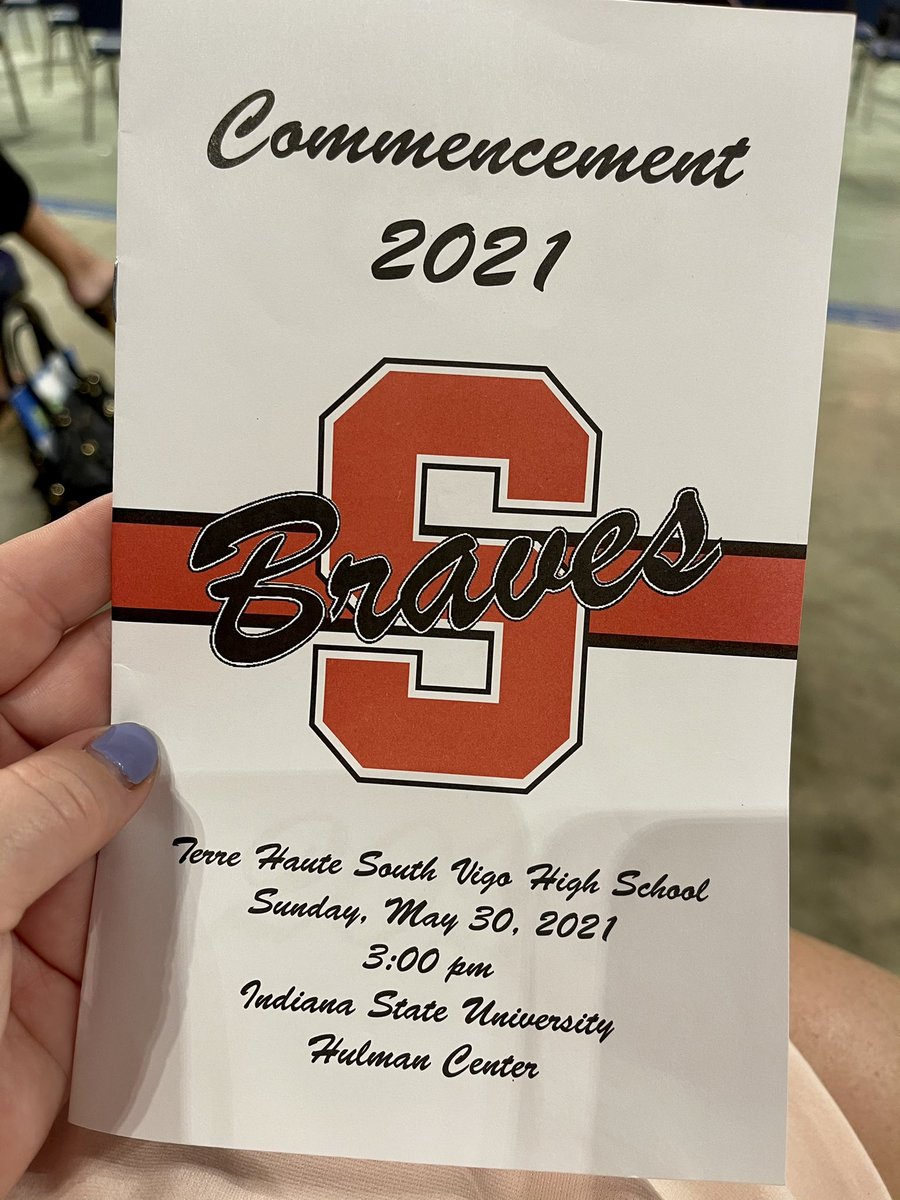 Commencement
2021
S
Braves
Terre Haute South Vigo High School
Sunday, May 30, 2021
3:00 pm
Indiana State University
Hulman Center